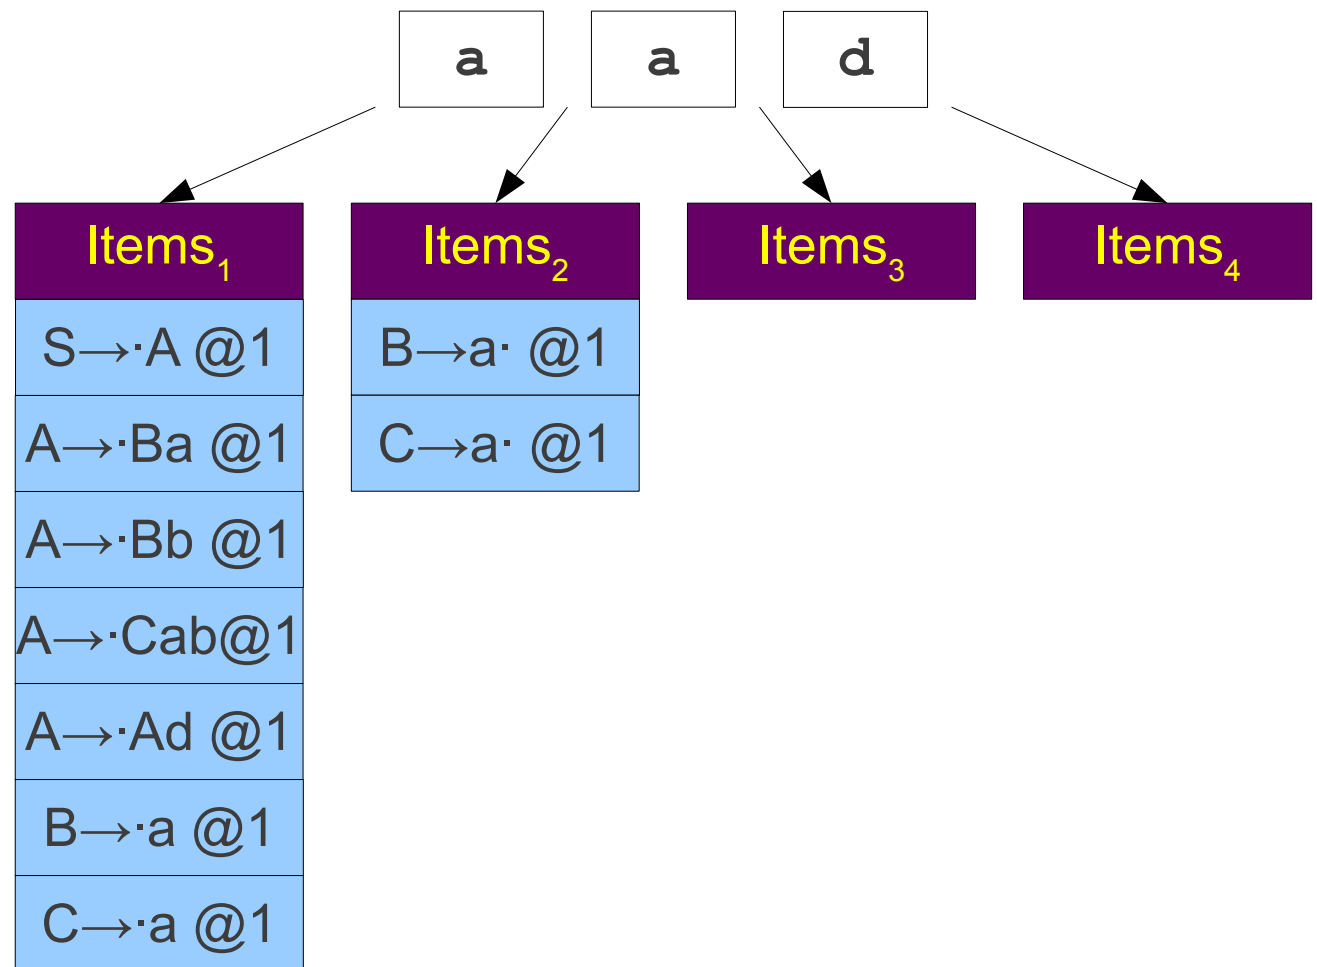 a a d
Items₁ Items₂ Items₃ Items₄
S→·A @1 B→a· @1
A→·Ba @1 C→a· @1
A→·Bb @1
A→·Cab@1
A→·Ad @1
B→·a @1
C→·a @1